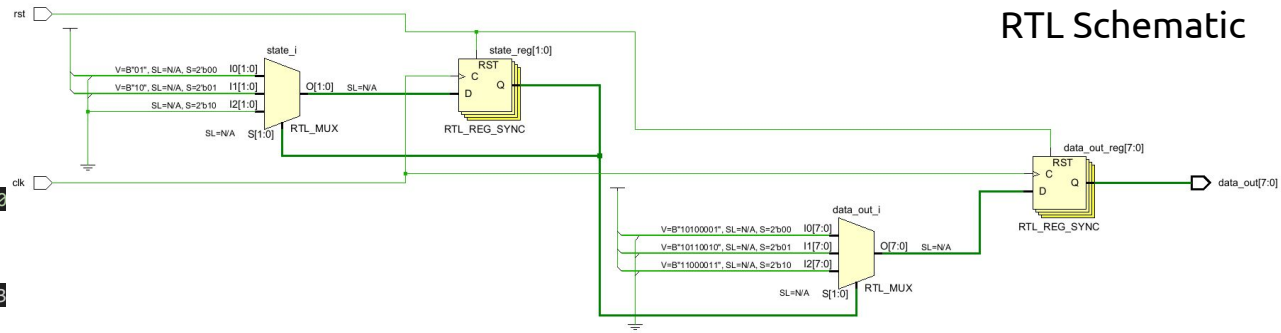 RTL Schematic
rst
state_i
state_reg[1:0]
V=B"01", SL=N/A, S=2'b00 I0[1:0]
V=B"10", SL=N/A, S=2'b01 I1[1:0]
SL=N/A, S=2'b10 I2[1:0]
O[1:0] SL=N/A
SL=N/A S[1:0] RTL_MUX
RST
C
D
Q
RTL_REG_SYNC
clk
data_out_reg[7:0]
RST
C
D
Q
RTL_REG_SYNC
data_out[7:0]
data_out_i
V=B"10100001", SL=N/A, S=2'b00 I0[7:0]
V=B"10110010", SL=N/A, S=2'b01 I1[7:0]
V=B"11000011", SL=N/A, S=2'b10 I2[7:0]
O[7:0] SL=N/A
SL=N/A S[1:0] RTL_MUX